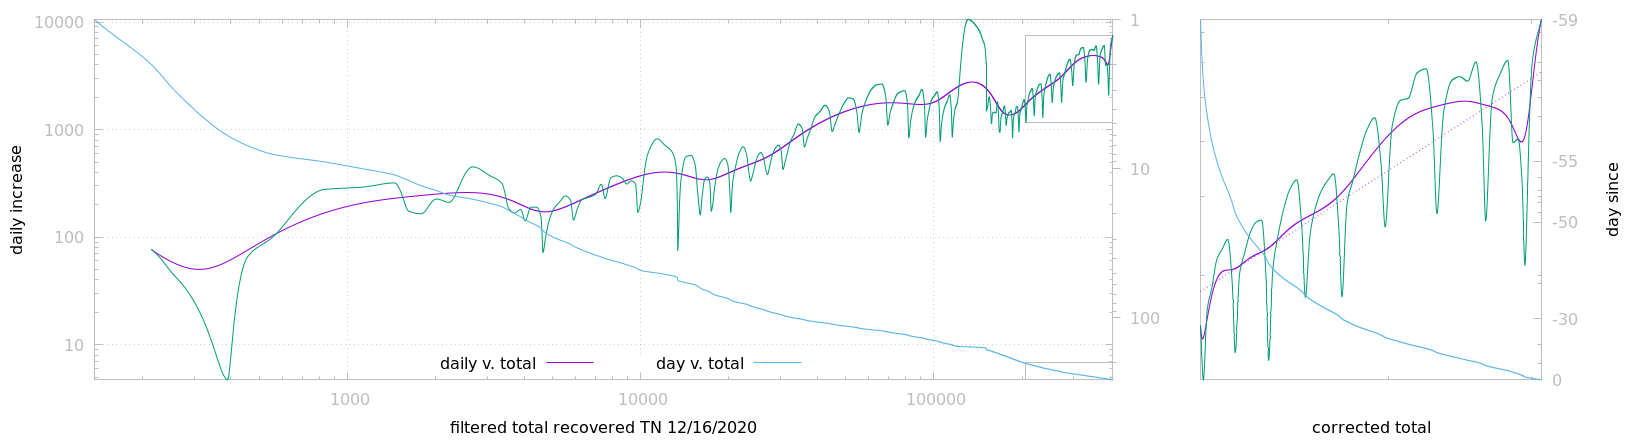 10000
1000
100
10
daily increase
1000
10000
100000
filtered total recovered TN 12/16/2020
daily v. total
day v. total
1
10
100
-59
-55
-50
-30
0
day since
corrected total